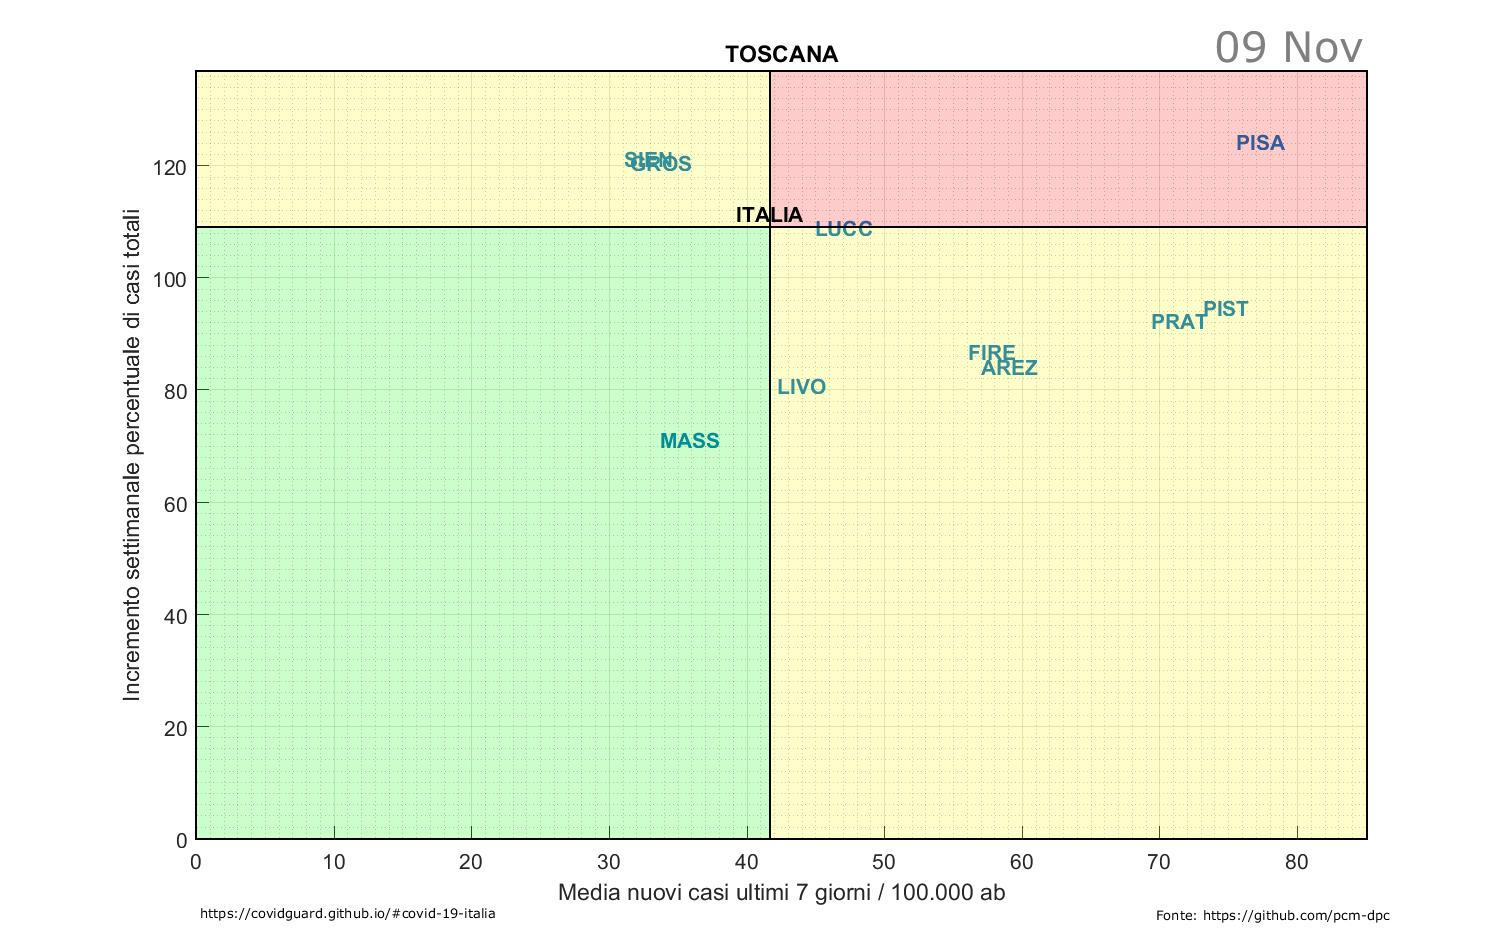 09 Nov
TOSCANA
PISA
SIEN
GROS
ITALIA
LUCC
PIST
PRAT
FIRE
AREZ
LIVO
MASS
Incremento settimanale percentuale di casi totali
120
100
80
60
40
20
0
0 10 20 30 40 50 60 70 80
Media nuovi casi ultimi 7 giorni / 100.000 ab
https://covidguard.github.io/#covid-19-italia
Fonte: https://github.com/pcm-dpc